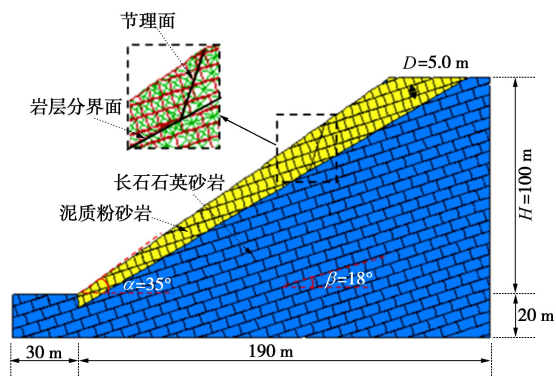 节理面
D=5.0 m
岩层分界面
长石石英砂岩
泥质粉砂岩
H=100 m
α=35°
β=18°
20 m
30 m
190 m